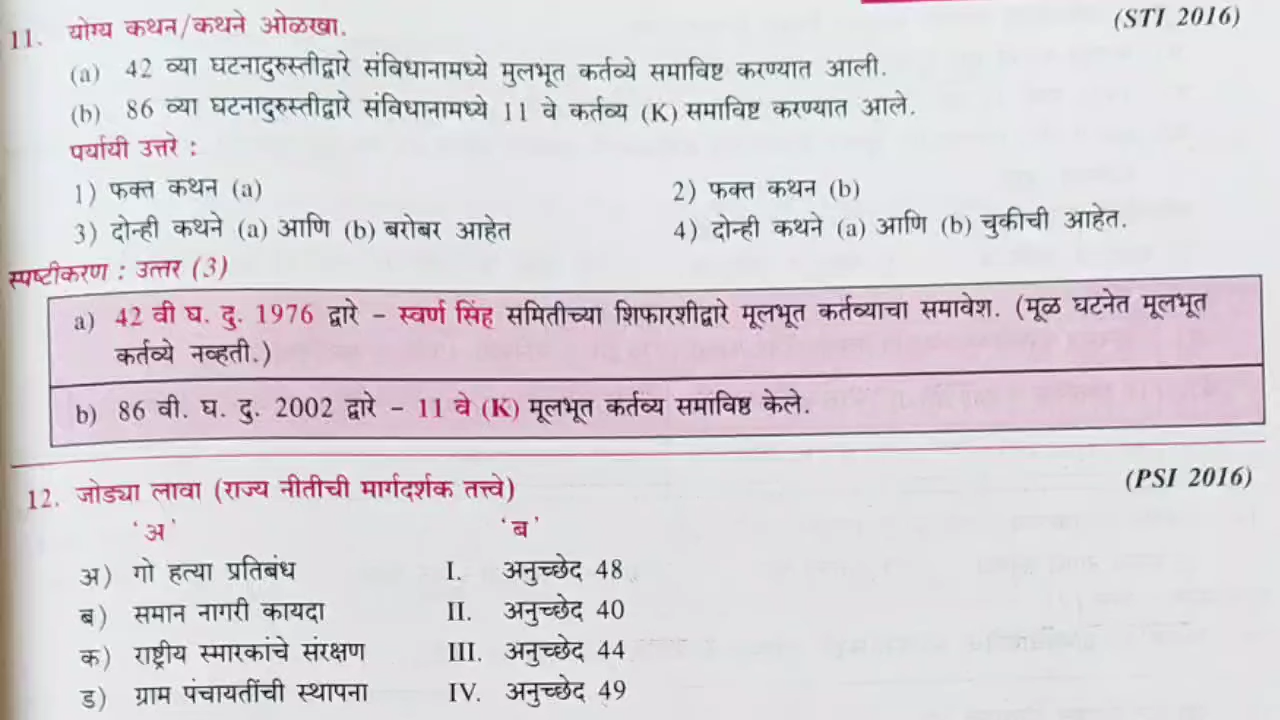 11. योग्य कथन/कथने ओळखा. (STI 2016)
(a) 42 व्या घटनादुरुस्तीद्वारे संविधानामध्ये मुलभूत कर्तव्ये समाविष्ट करण्यात आली.
(b) 86 व्या घटनादुरुस्तीद्वारे संविधानामध्ये 11 वे कर्तव्य (K) समाविष्ट करण्यात आले.
पर्यायी उत्तरे :
1) फक्त कथन (a) 2) फक्त कथन (b)
3) दोन्ही कथने (a) आणि (b) बरोबर आहेत 4) दोन्ही कथने (a) आणि (b) चुकीची आहेत.
स्पष्टीकरण : उत्तर (3)
a) 42 वी घ. दु. 1976 द्वारे – स्वर्ण सिंह समितीच्या शिफारशीद्वारे मूलभूत कर्तव्याचा समावेश. (मूळ घटनेत मूलभूत
कर्तव्ये नव्हती.)
b) 86 वी. घ. दु. 2002 द्वारे – 11 वे (K) मूलभूत कर्तव्य समाविष्ठ केले.
12. जोड्या लावा (राज्य नीतीची मार्गदर्शक तत्त्वे) (PSI 2016)
'अ' 'ब'
अ) गो हत्या प्रतिबंध I. अनुच्छेद 48
ब) समान नागरी कायदा II. अनुच्छेद 40
क) राष्ट्रीय स्मारकांचे संरक्षण III. अनुच्छेद 44
ड) ग्राम पंचायतींची स्थापना IV. अनुच्छेद 49